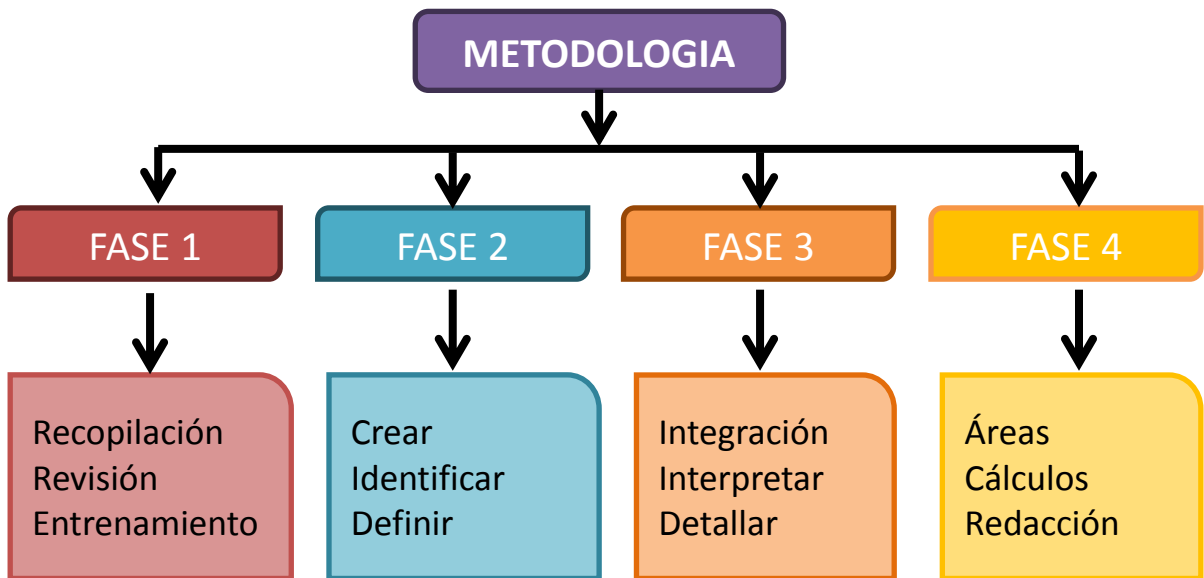 METODOLOGIA
FASE 1
FASE 2
FASE 3
FASE 4
Recopilación
Revisión
Entrenamiento
Crear
Identificar
Definir
Integración
Interpretar
Detallar
Áreas
Cálculos
Redacción